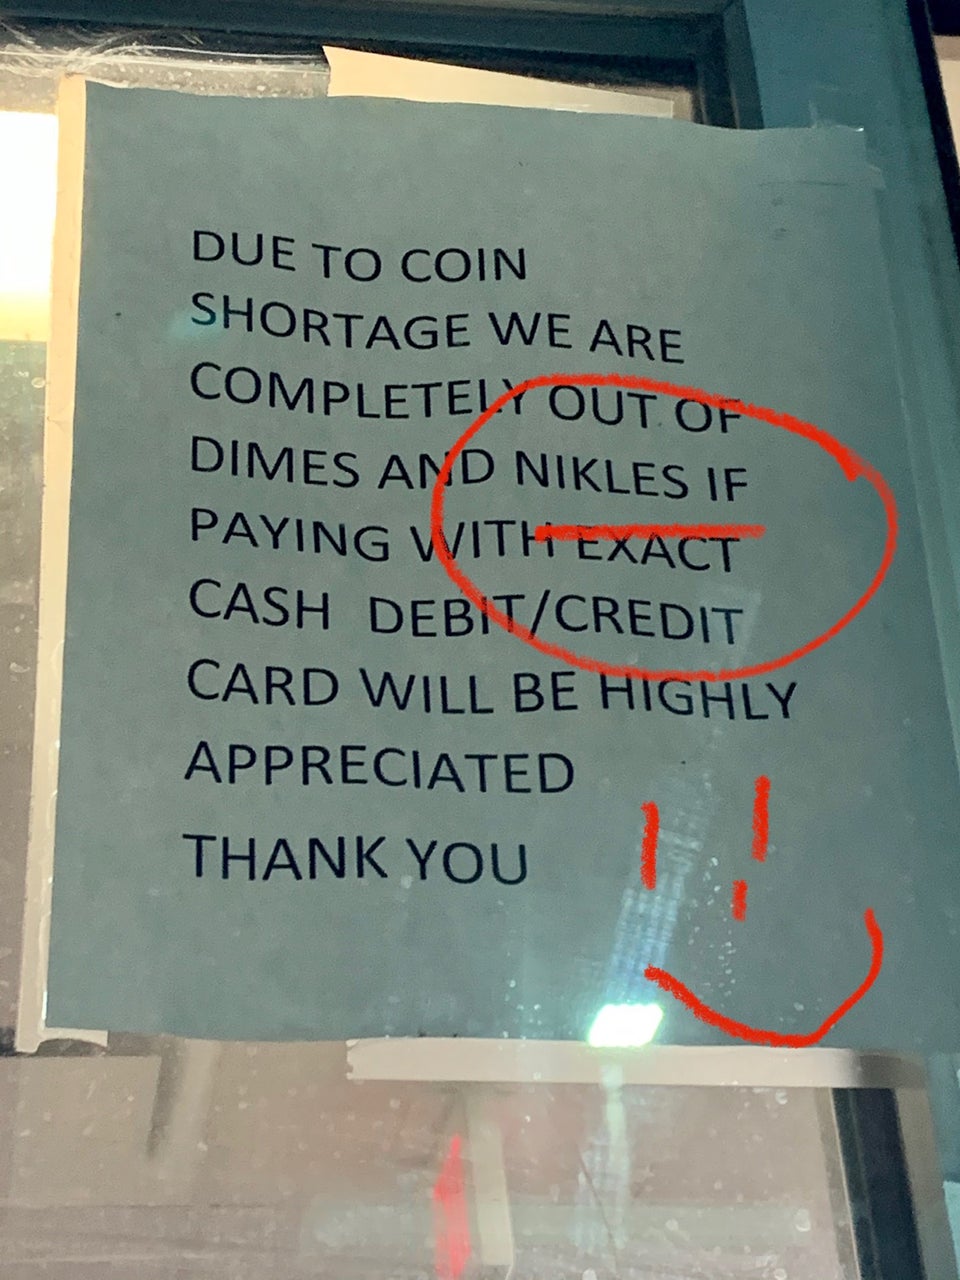 DUE TO COIN
SHORTAGE WE ARE
COMPLETELY OUT OF
DIMES AND NIKLES IF
PAYING WITH EXACT
CASH DEBIT/CREDIT
CARD WILL BE HIGHLY
APPRECIATED
THANK YOU